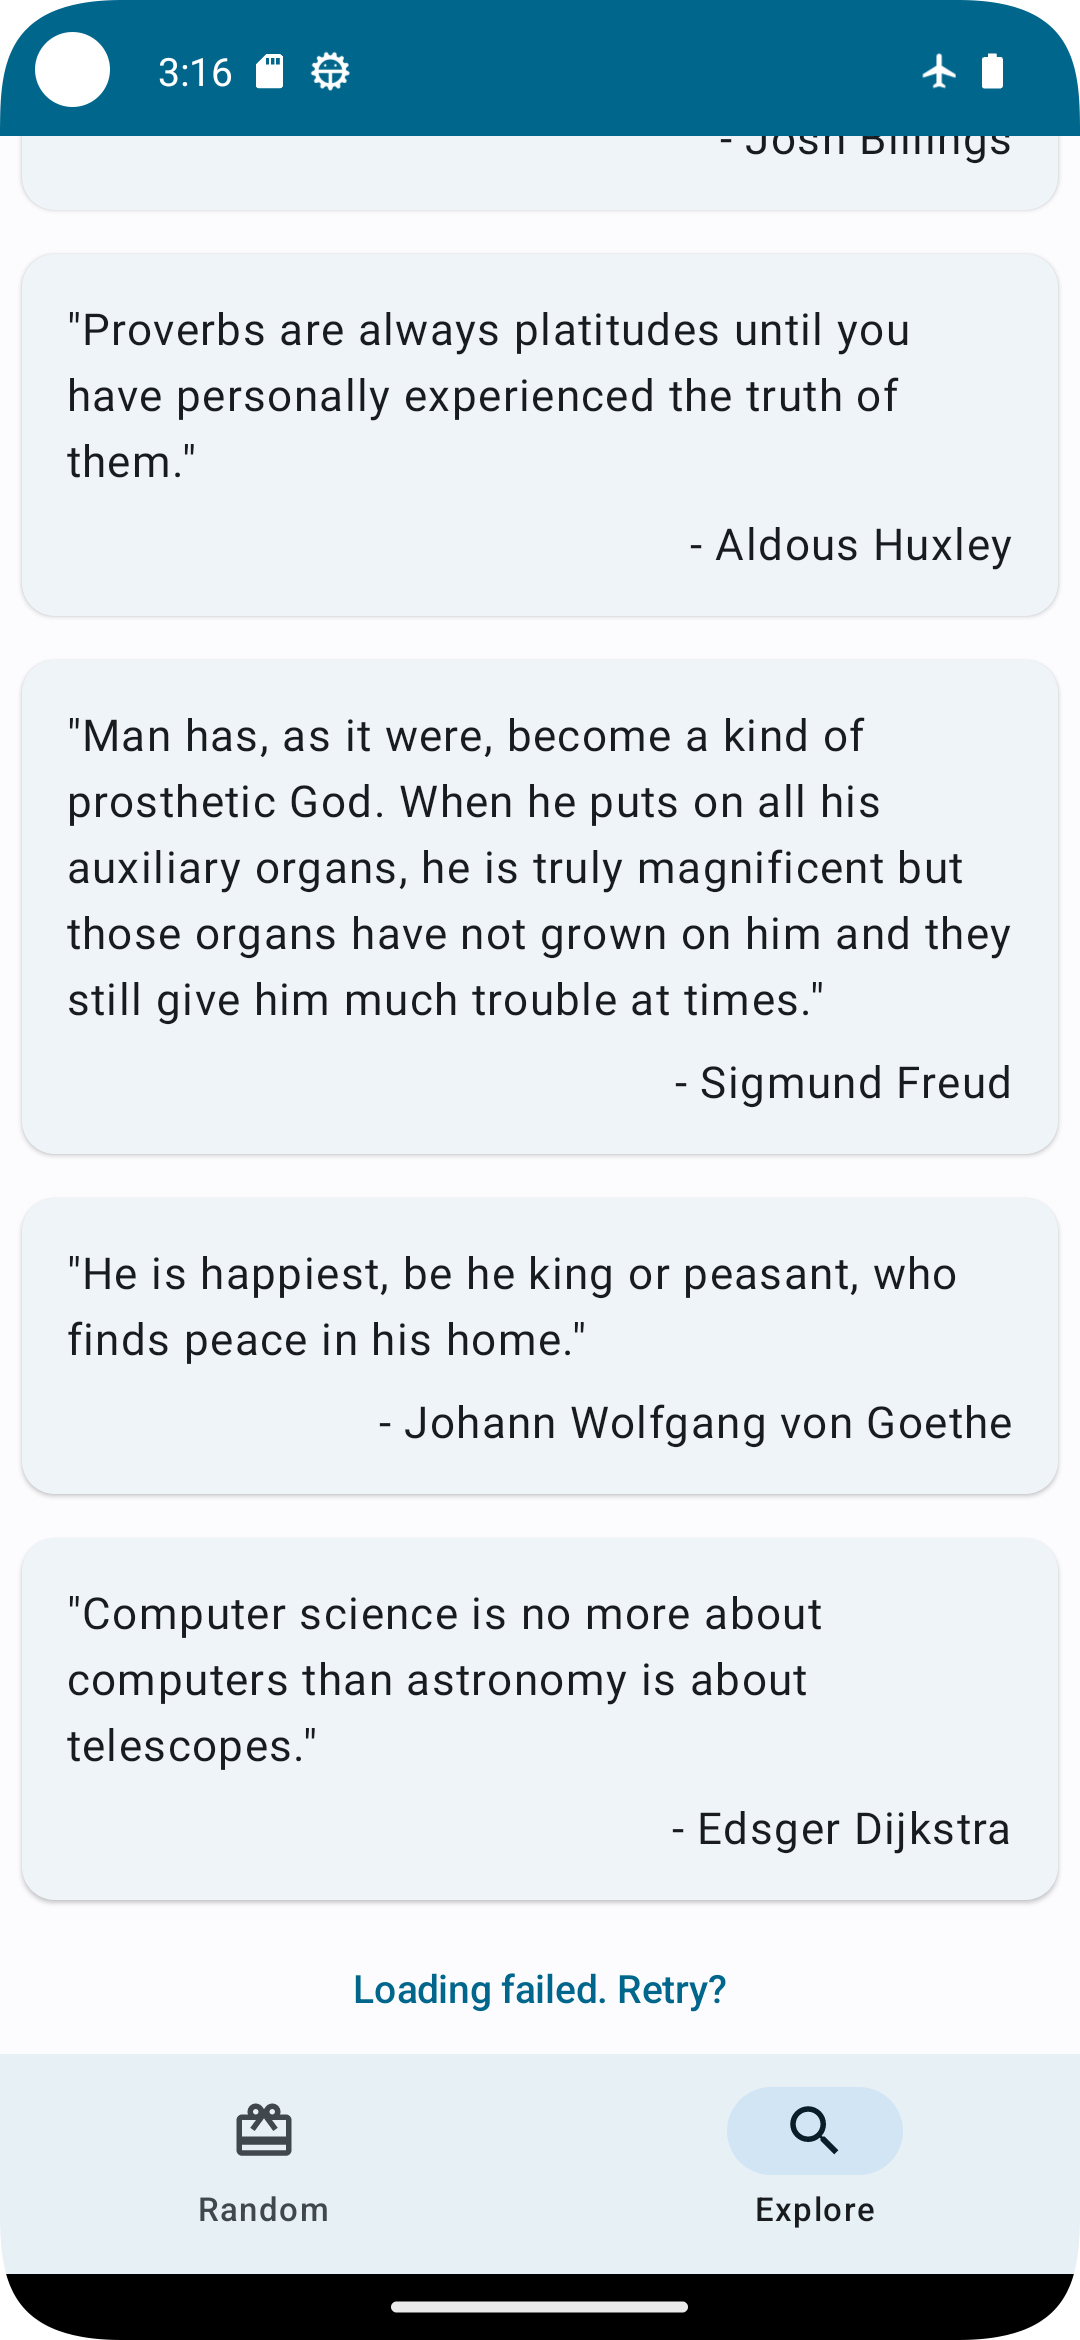 3:16
- Josh Billings
"Proverbs are always platitudes until you
have personally experienced the truth of
them."
- Aldous Huxley
"Man has, as it were, become a kind of
prosthetic God. When he puts on all his
auxiliary organs, he is truly magnificent but
those organs have not grown on him and they
still give him much trouble at times."
- Sigmund Freud
"He is happiest, be he king or peasant, who
finds peace in his home."
- Johann Wolfgang von Goethe
"Computer science is no more about
computers than astronomy is about
telescopes."
- Edsger Dijkstra
Loading failed. Retry?
Random
Explore